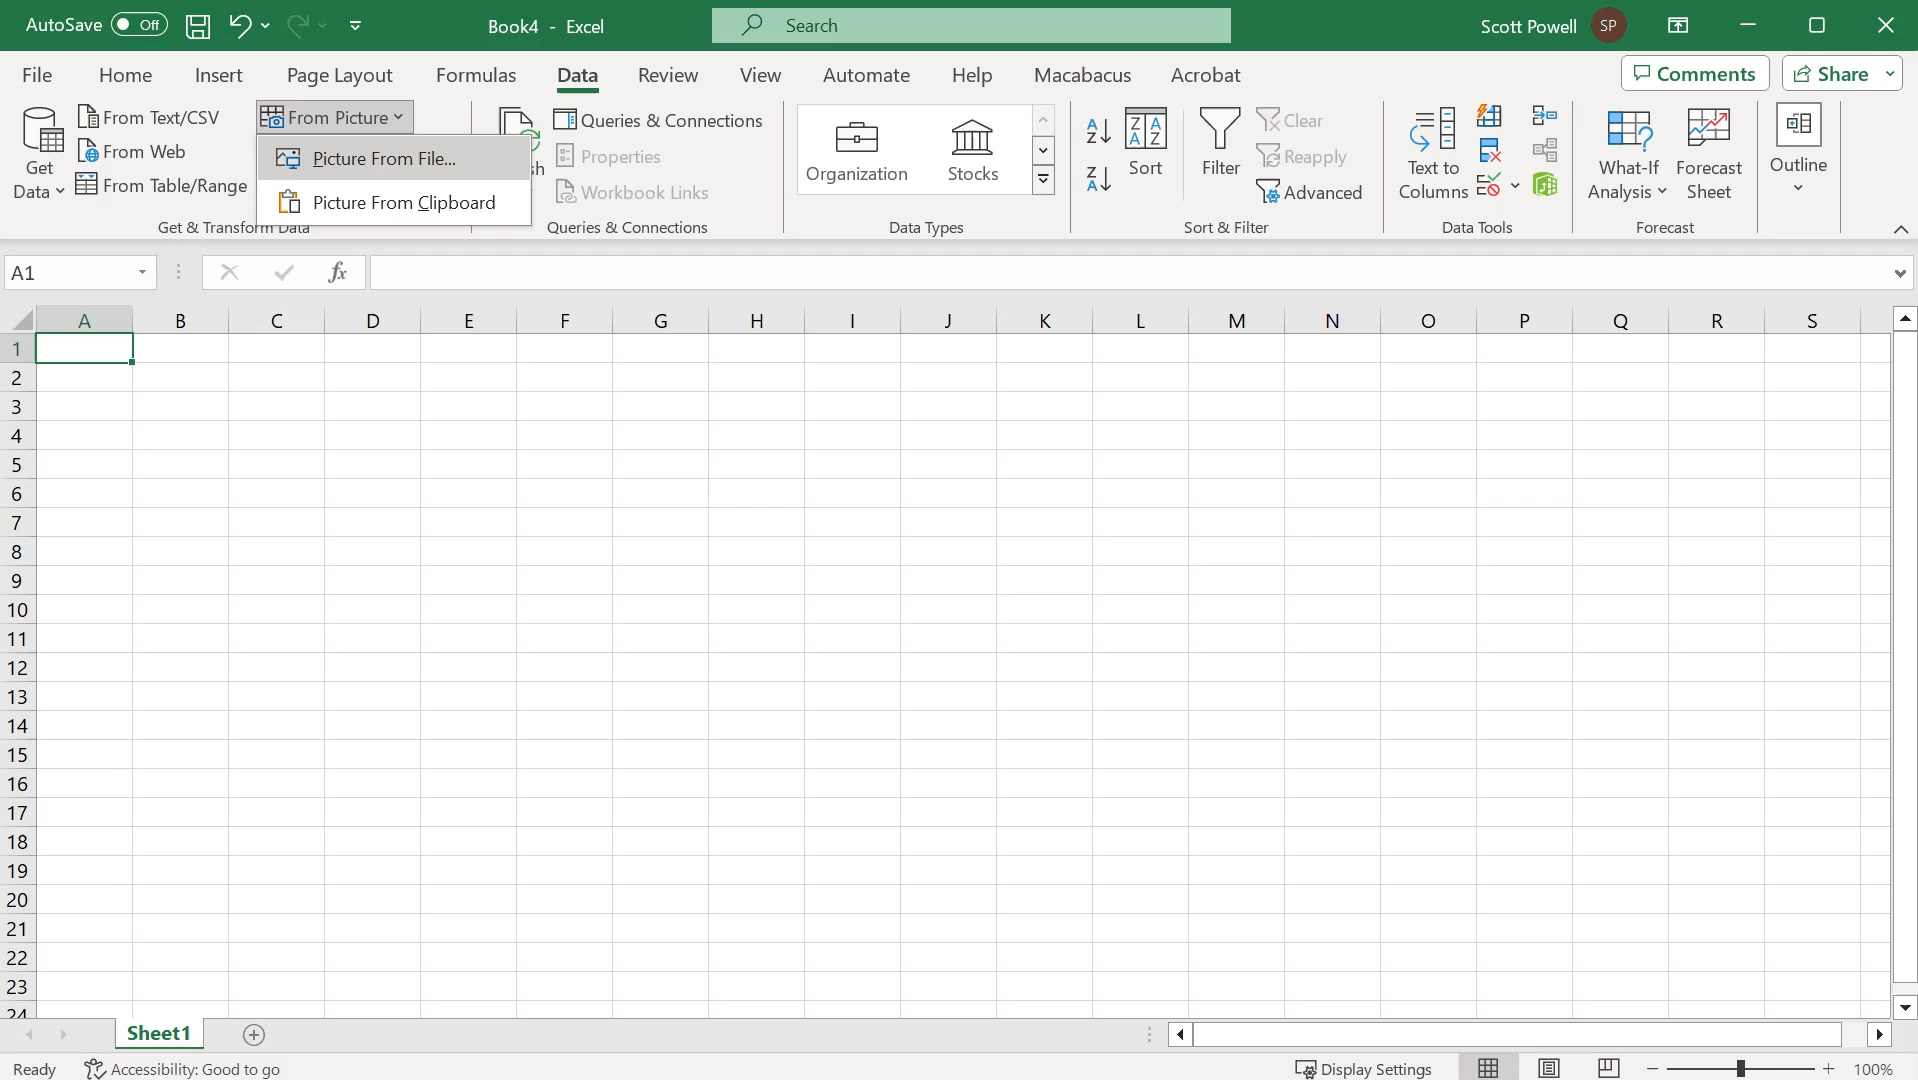 AutoSave Off Book4 - Excel Search Scott Powell SP
File Home Insert Page Layout Formulas Data Review View Automate Help Macabacus Acrobat Comments Share
Get Data
From Text/CSV
From Web
From Table/Range
From Picture
Picture From File...
Picture From Clipboard
Get & Transform Data
Queries & Connections
Properties
Workbook Links
Queries & Connections
Organization Stocks
Data Types
Sort
Filter
Clear
Reapply
Advanced
Sort & Filter
Text to
Columns
Data Tools
What-If
Analysis
Forecast
Sheet
Forecast
Outline
A1 fx
A B C D E F G H I J K L M N O P Q R S
1
2
3
4
5
6
7
8
9
10
11
12
13
14
15
16
17
18
19
20
21
22
23
24
Sheet1
Ready Accessibility: Good to go Display Settings 100%